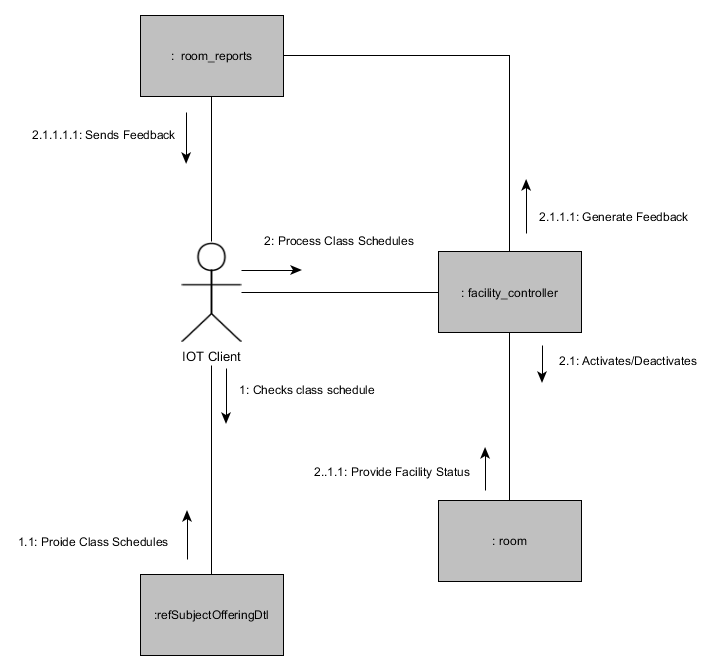 : room_reports
2.1.1.1.1: Sends Feedback
2.1.1.1: Generate Feedback
2: Process Class Schedules
: facility_controller
IOT Client
2.1: Activates/Deactivates
1: Checks class schedule
2..1.1: Provide Facility Status
: room
1.1: Proide Class Schedules
:refSubjectOfferingDtl